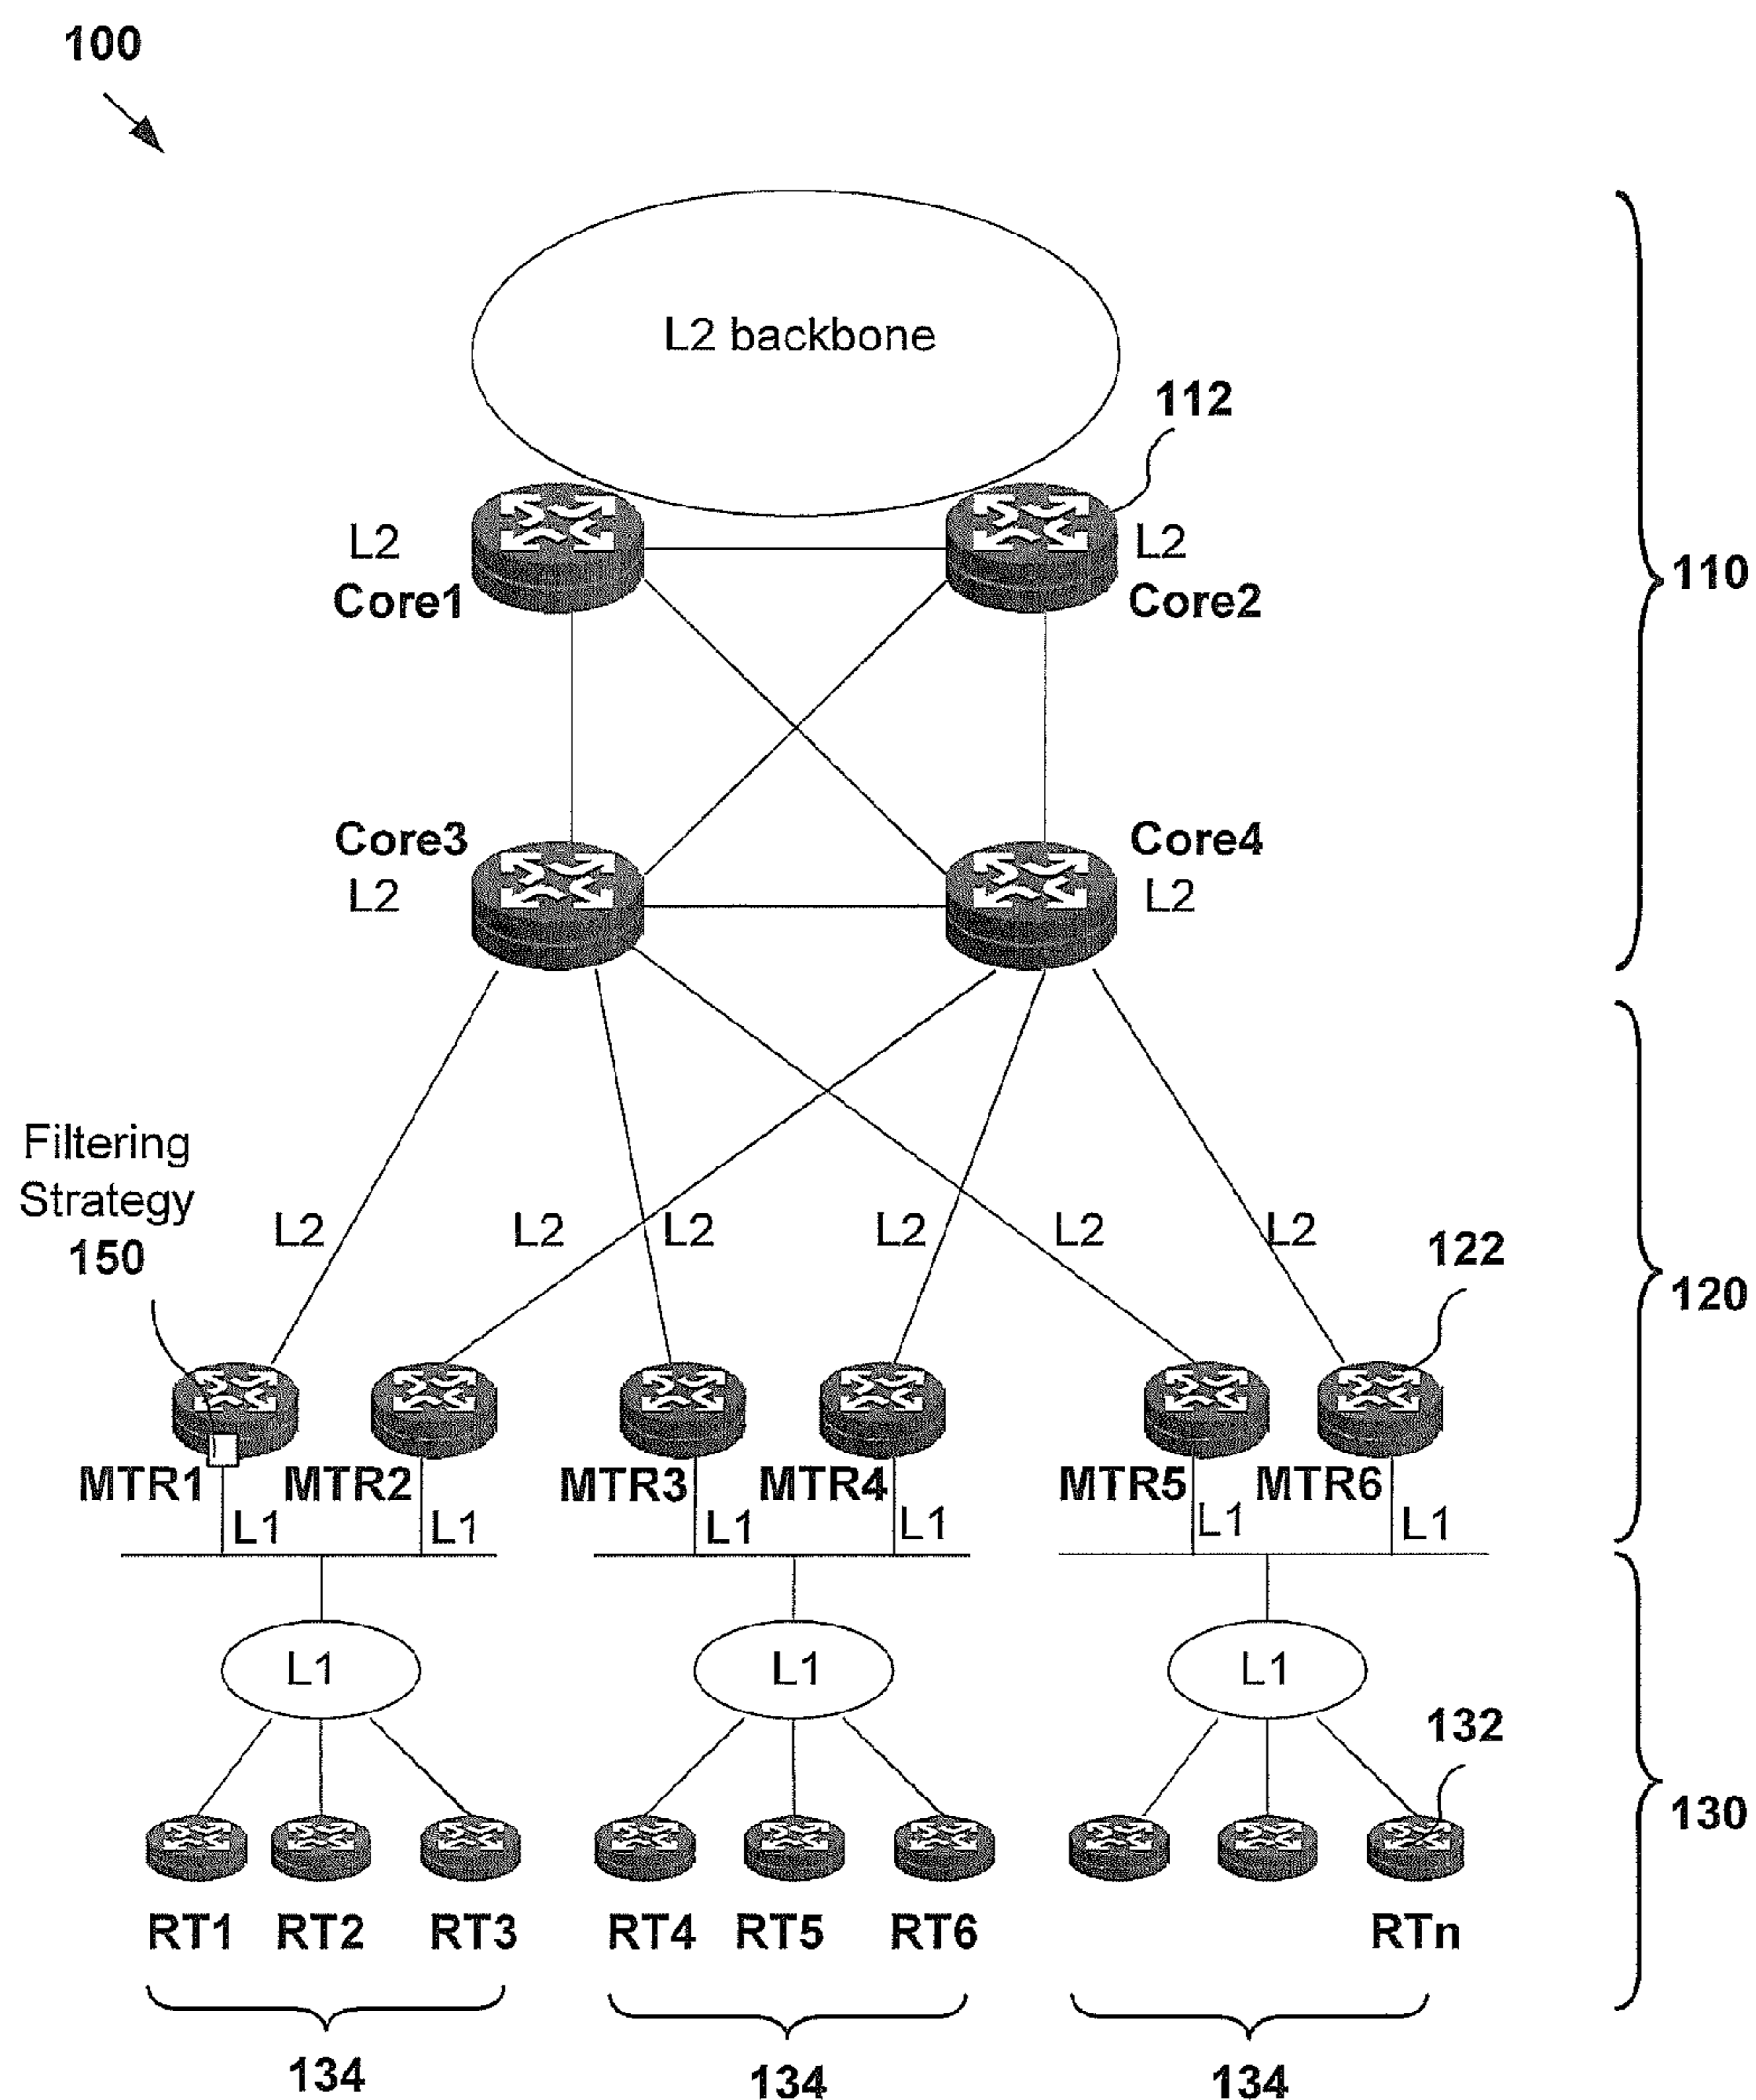 100
L2 backbone
112
L2
L2
Core1
Core2
110
Core3
Core4
L2
L2
Filtering
Strategy
150
L2
L2
L2
L2
L2
L2
122
120
MTR1
MTR2
MTR3
MTR4
MTR5
MTR6
L1
L1
L1
L1
L1
L1
L1
L1
L1
132
130
RT1
RT2
RT3
RT4
RT5
RT6
RTn
134
134
134